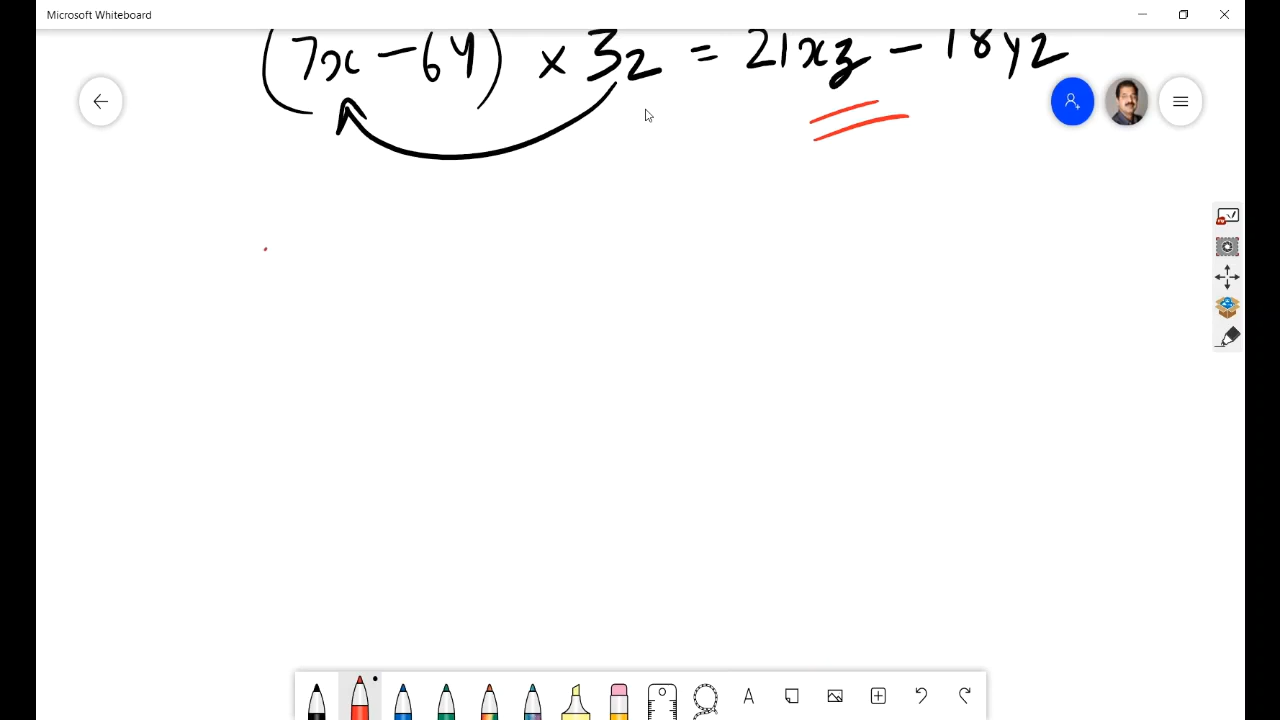 Microsoft Whiteboard
(7x - 6y) × 3z = 21xz - 18yz
A